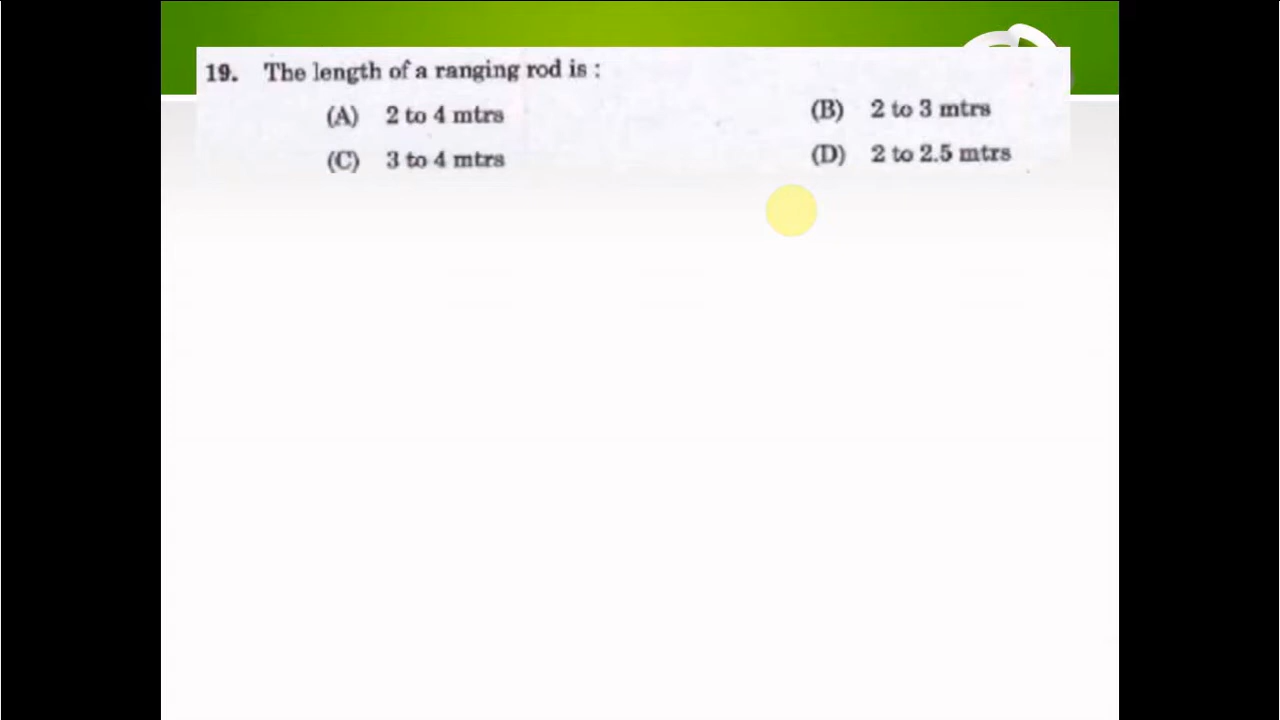 19. The length of a ranging rod is :
(A) 2 to 4 mtrs (B) 2 to 3 mtrs
(C) 3 to 4 mtrs (D) 2 to 2.5 mtrs